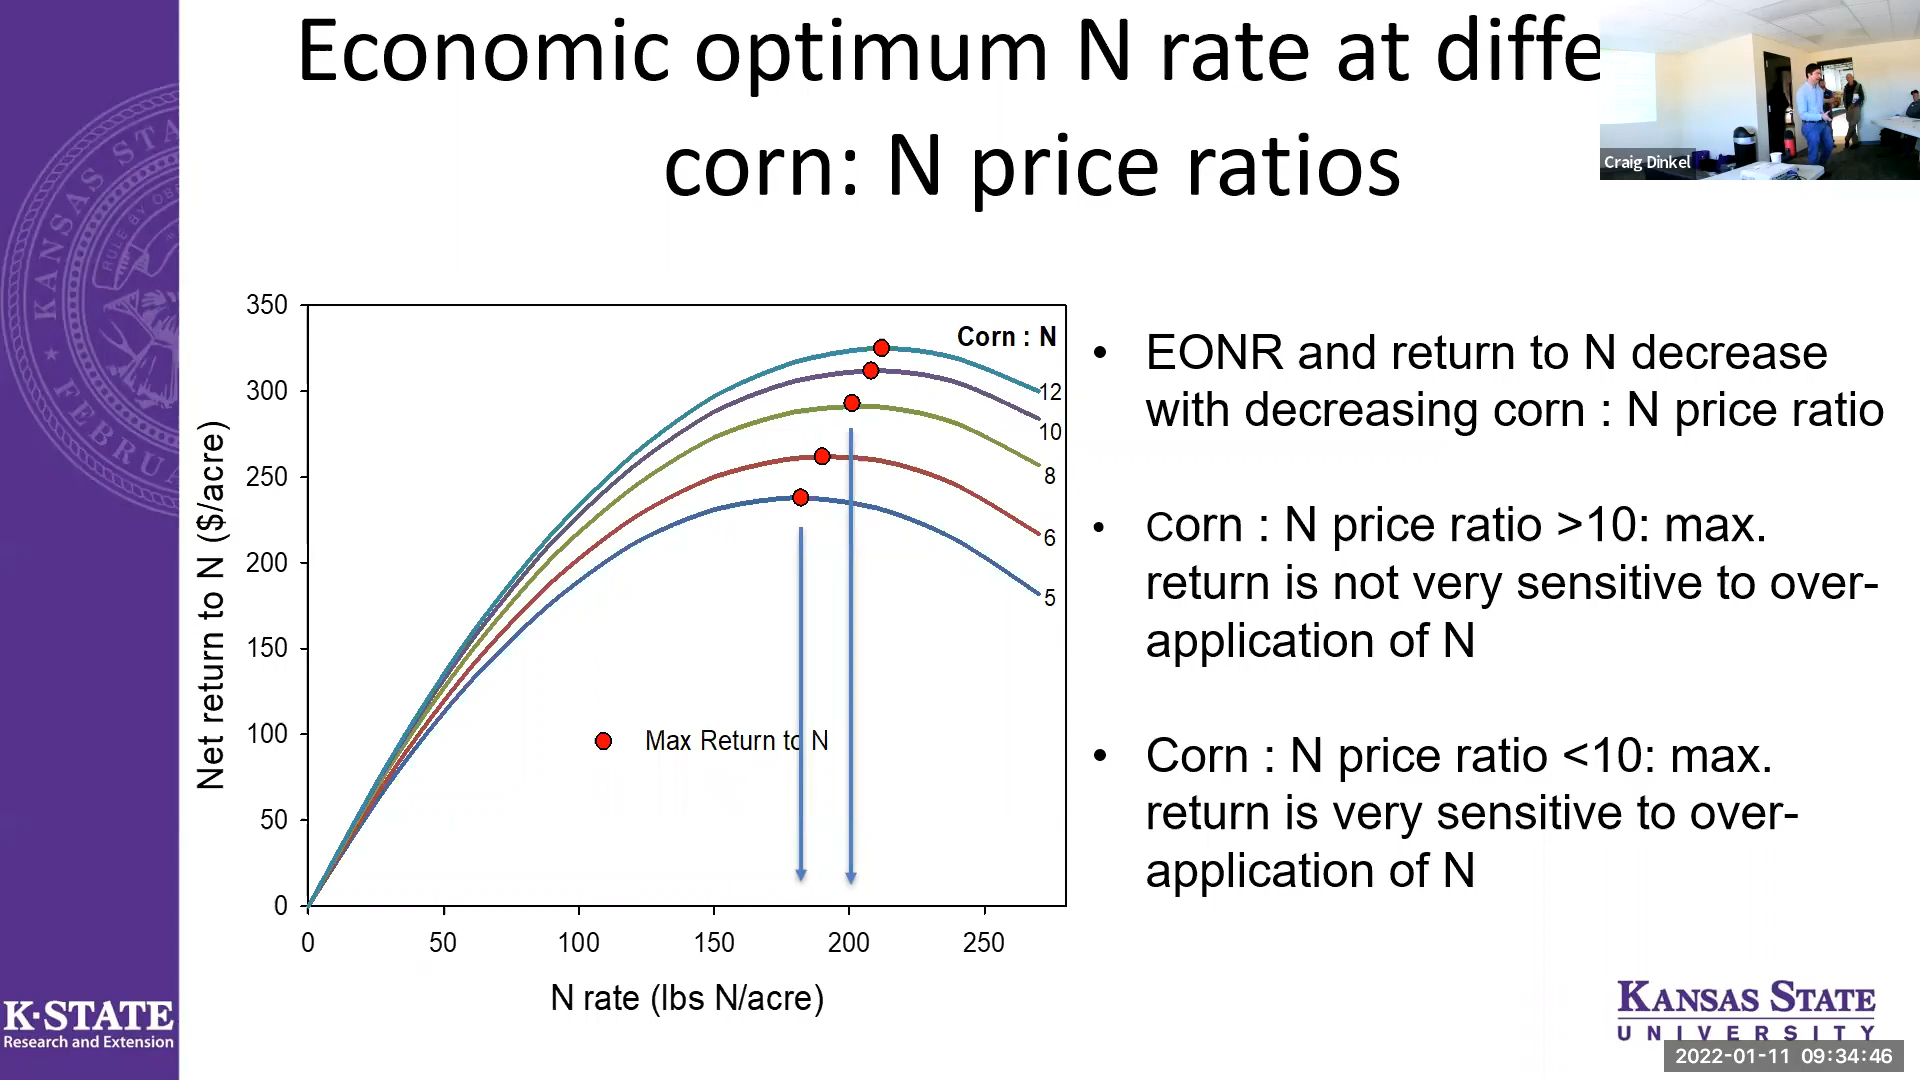 Economic optimum N rate at diffe
corn: N price ratios
Craig Dinkel
KANSAS STA
FEBRUA
350
300
250
200
150
100
50
0
Net return to N ($/acre)
Corn : N
12
10
8
6
5
Max Return to N
0 50 100 150 200 250
N rate (lbs N/acre)
• EONR and return to N decrease
with decreasing corn : N price ratio
• Corn : N price ratio >10: max.
return is not very sensitive to over-
application of N
• Corn : N price ratio <10: max.
return is very sensitive to over-
application of N
K-STATE
Research and Extension
KANSAS STATE
UNIVERSITY
2022-01-11 09:34:46